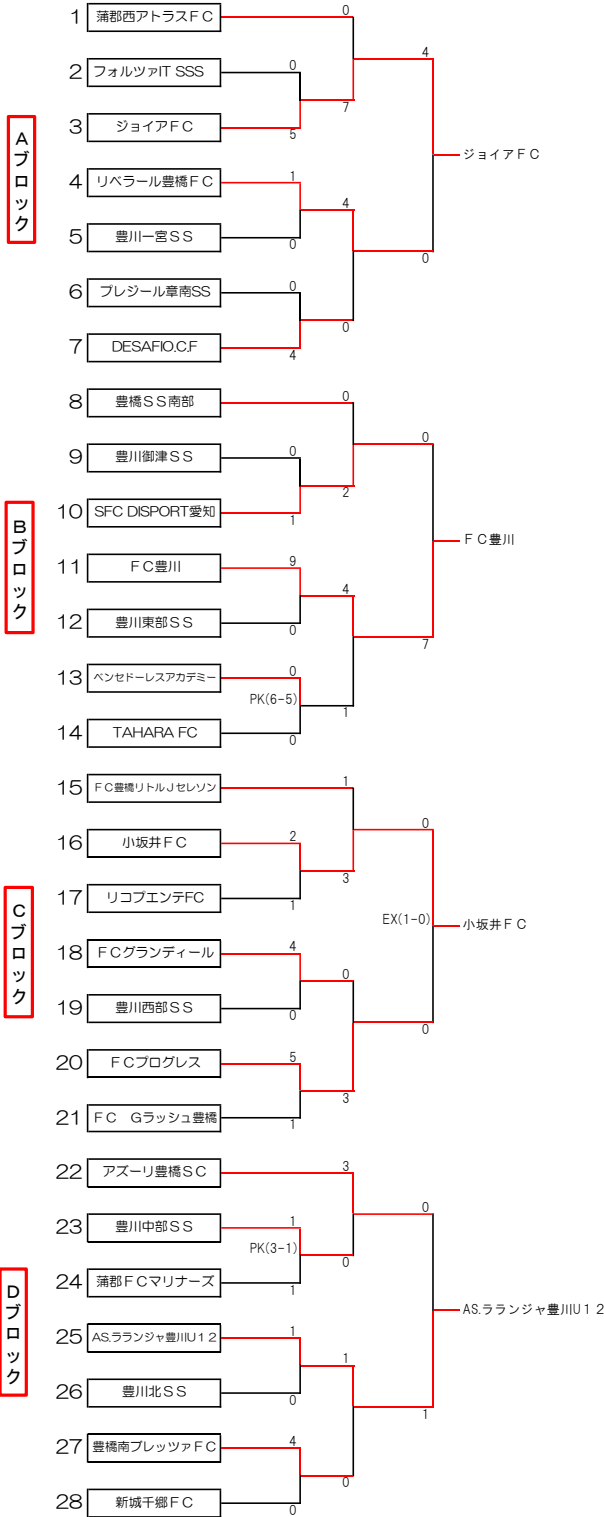 Aブロック
1 蒲郡西アトラスＦＣ
0
4
2 フォルツァIT SSS
0
7
3 ジョイアＦＣ
5
ジョイアＦＣ
4 リベラール豊橋ＦＣ
1
4
5 豊川一宮ＳＳ
0
0
6 プレジール章南SS
0
0
7 DESAFIO.C.F
4
Bブロック
8 豊橋ＳＳ南部
0
0
9 豊川御津ＳＳ
0
2
10 SFC DISPORT愛知
1
ＦＣ豊川
11 ＦＣ豊川
9
4
12 豊川東部ＳＳ
0
7
13 ベンセドーレスアカデミー
0
PK(6-5)
1
14 TAHARA FC
0
Cブロック
15 ＦＣ豊橋リトルＪセレソン
1
0
16 小坂井ＦＣ
2
3
17 リコプエンテFC
1
EX(1-0)
小坂井ＦＣ
18 ＦＣグランディール
4
0
19 豊川西部ＳＳ
0
0
20 ＦＣプログレス
5
3
21 ＦＣ　Ｇラッシュ豊橋
1
Dブロック
22 アズーリ豊橋ＳＣ
3
0
23 豊川中部ＳＳ
1
PK(3-1)
0
24 蒲郡ＦＣマリナーズ
1
AS.ラランジャ豊川U１２
25 AS.ラランジャ豊川U１２
1
1
26 豊川北ＳＳ
0
1
27 豊橋南プレッツァＦＣ
4
0
28 新城千郷ＦＣ
0